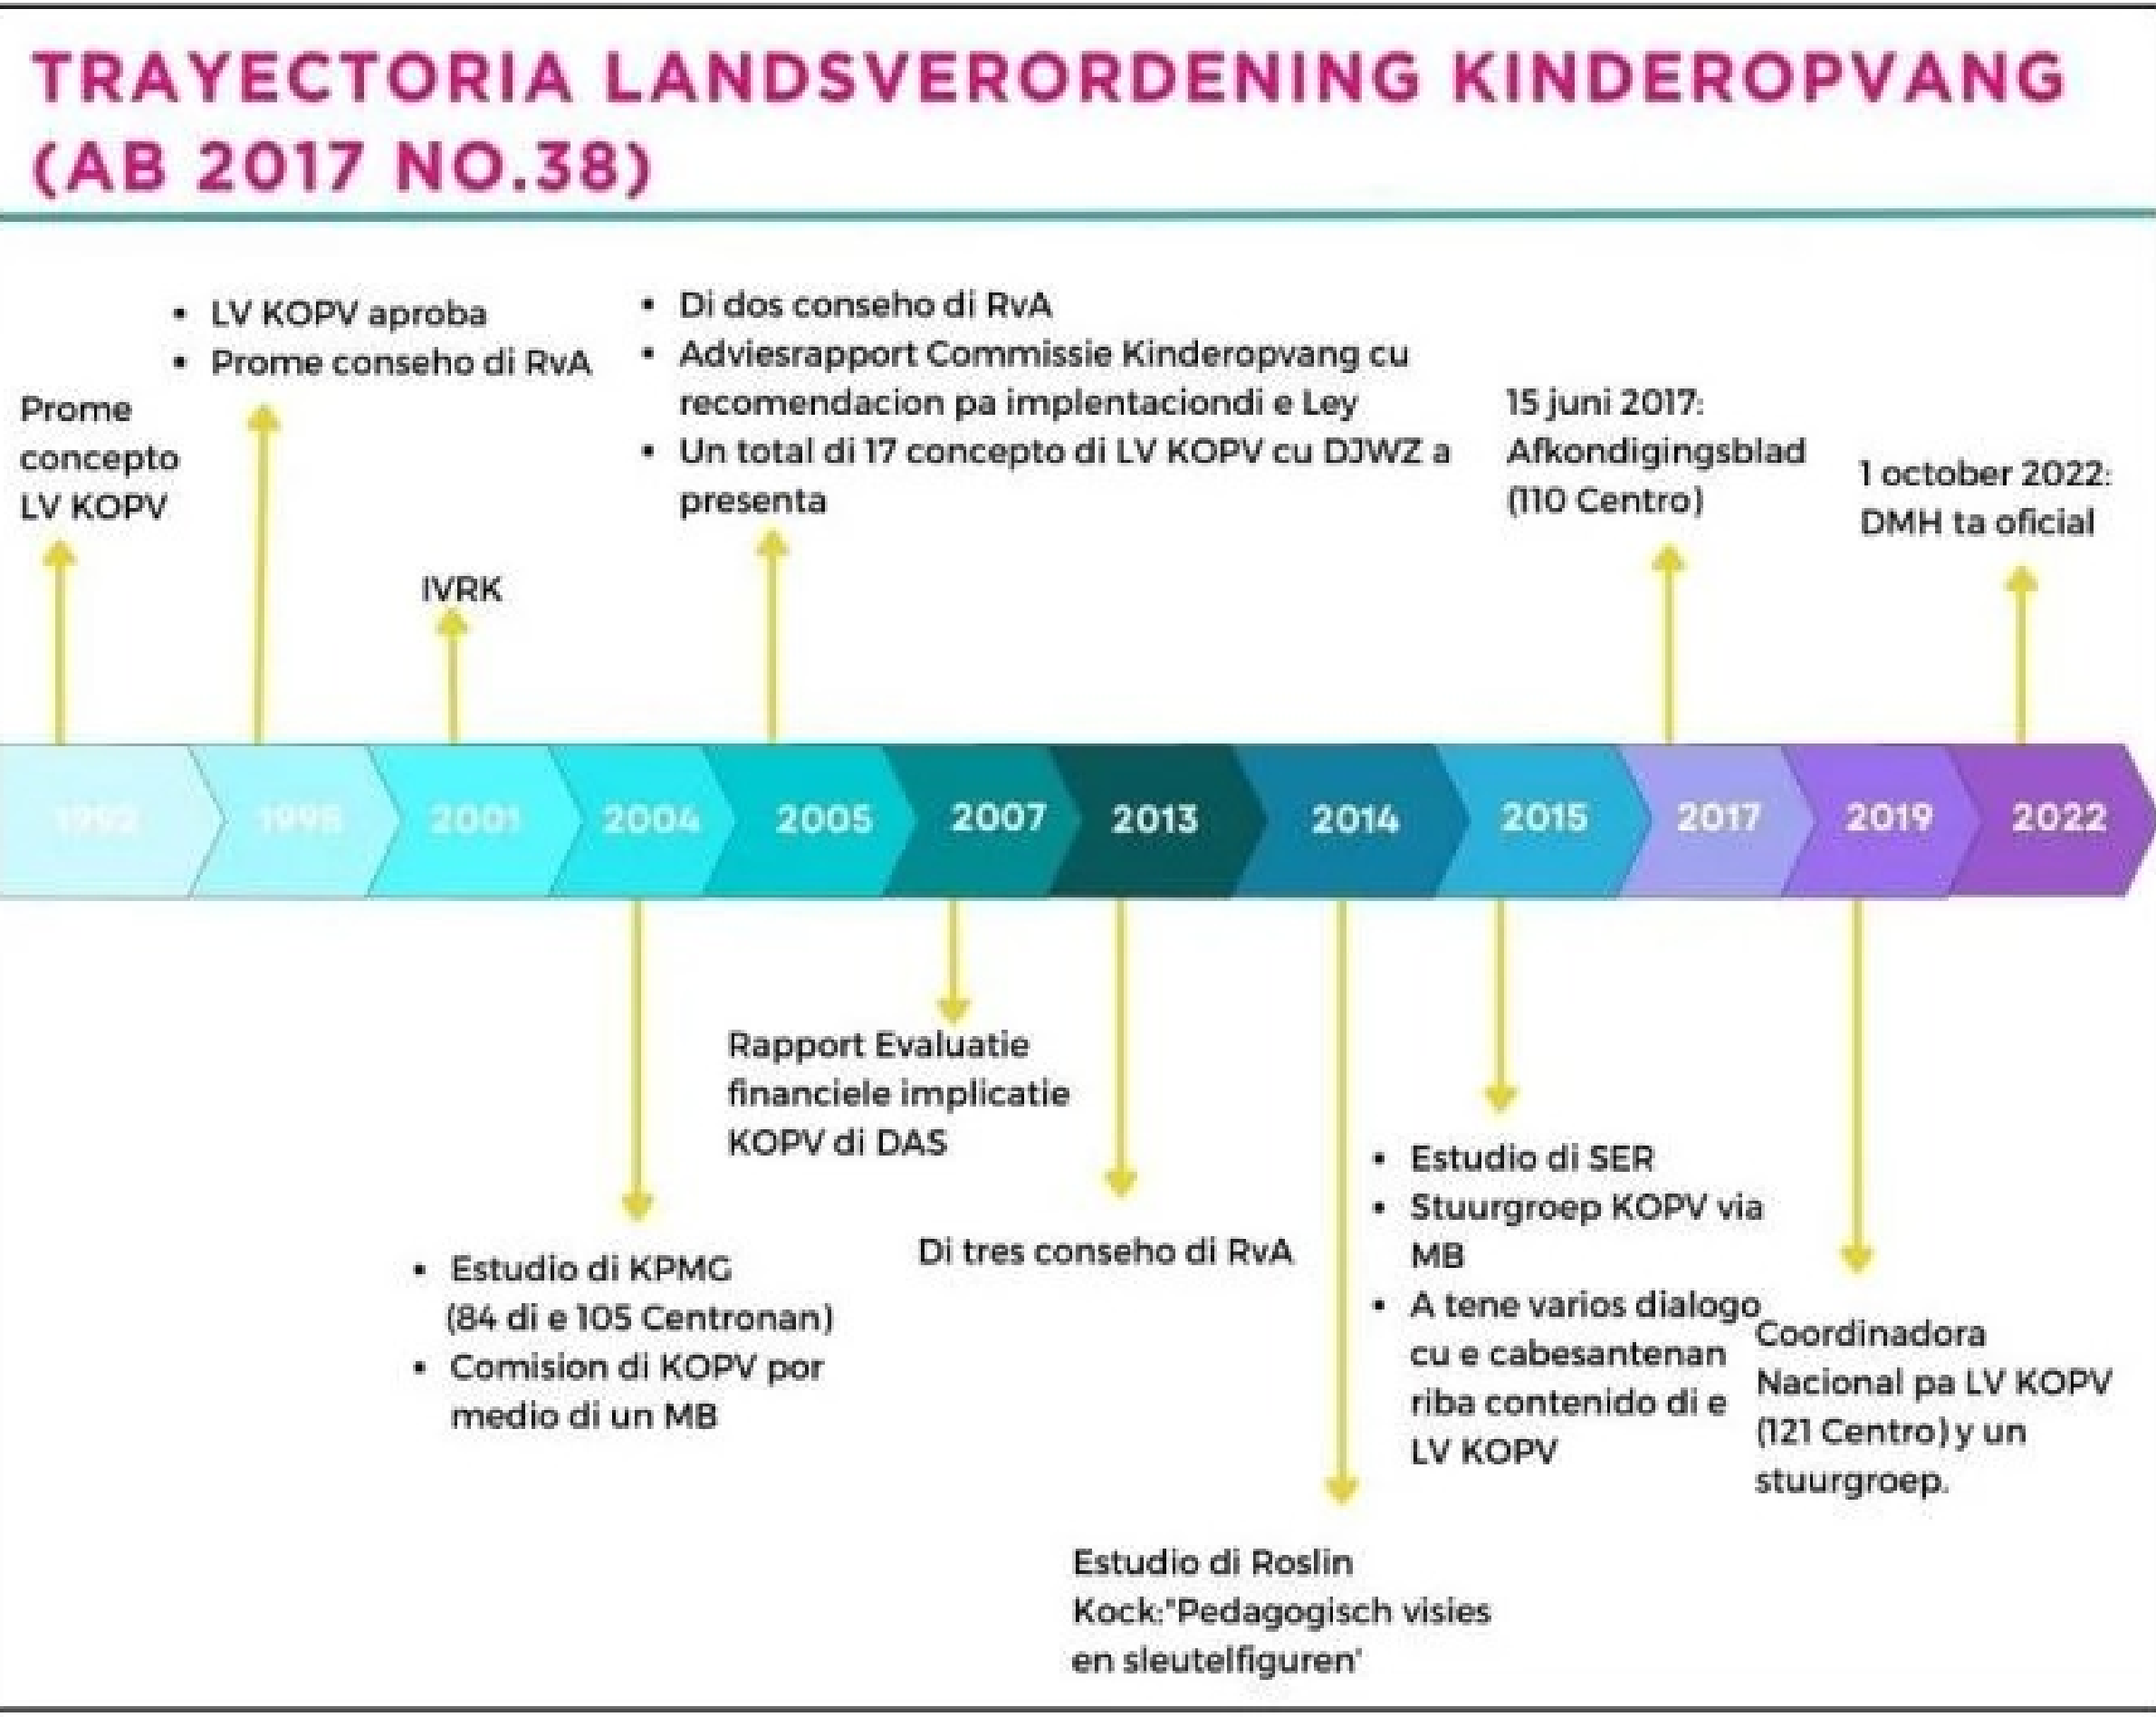 TRAYECTORIA LANDSVERORDENING KINDEROPVANG
(AB 2017 NO.38)
Prome
concepto
LV KOPV
• LV KOPV aproba
• Prome conseho di RvA
IVRK
• Di dos conseho di RvA
• Adviesrapport Commissie Kinderopvang cu
recomendacion pa implentaciondi e Ley
• Un total di 17 concepto di LV KOPV cu DJWZ a
presenta
15 juni 2017:
Afkondigingsblad
(110 Centro)
1 october 2022:
DMH ta oficial
1992 1995 2001 2004 2005 2007 2013 2014 2015 2017 2019 2022
• Estudio di KPMG
(84 di e 105 Centronan)
• Comision di KOPV por
medio di un MB
Rapport Evaluatie
financiele implicatie
KOPV di DAS
Di tres conseho di RvA
Estudio di Roslin
Kock:"Pedagogisch visies
en sleutelfiguren'
• Estudio di SER
• Stuurgroep KOPV via
MB
• A tene varios dialogo
cu e cabesantenan
riba contenido di e
LV KOPV
Coordinadora
Nacional pa LV KOPV
(121 Centro) y un
stuurgroep.